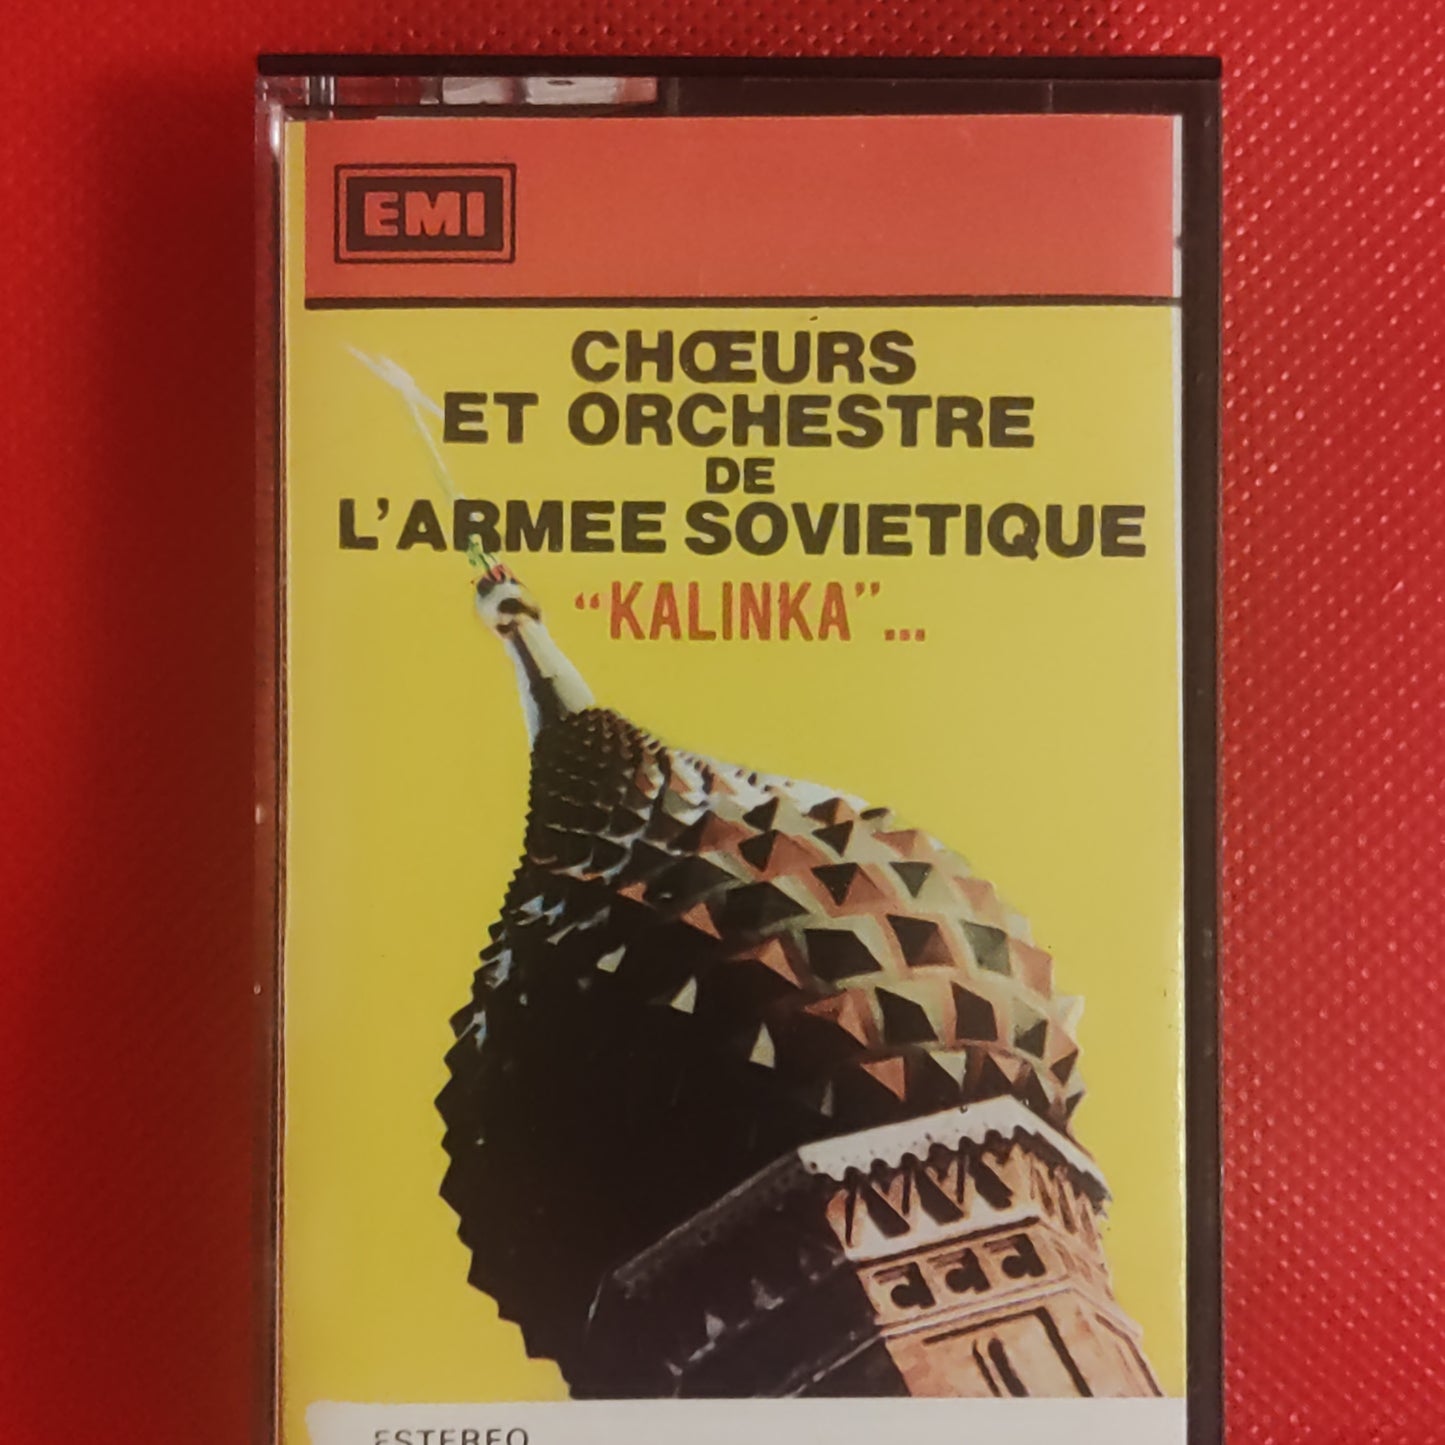 EMI
CHŒURS
ET ORCHESTRE
DE
L'ARMEE SOVIETIQUE
"KALINKA"...
ESTEREO